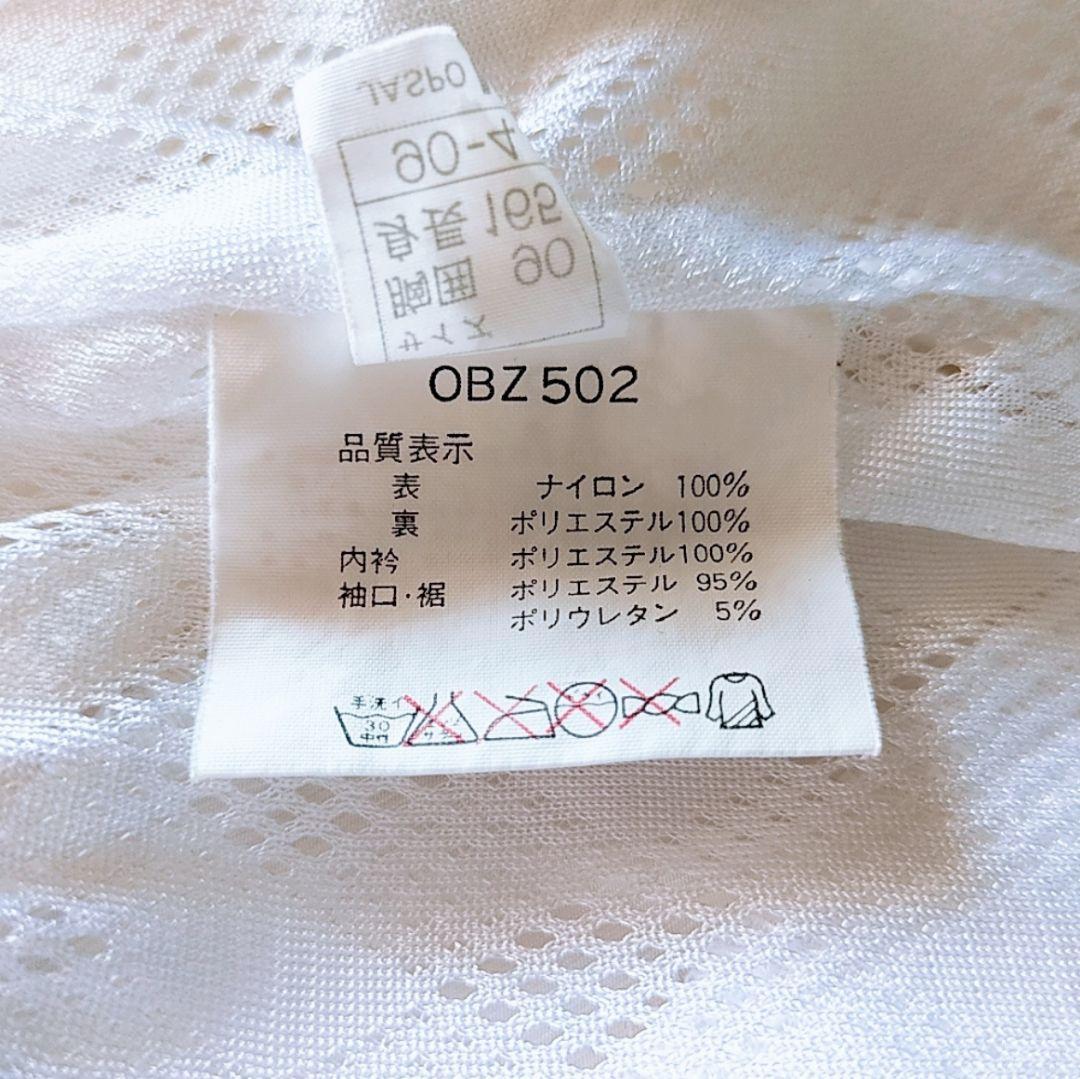 JASPO
90-4
身長 165
胸囲 90
サイズ
OBZ 502
品質表示
表 ナイロン 100%
裏 ポリエステル100%
内衿 ポリエステル100%
袖口・裾 ポリエステル 95%
ポリウレタン 5%
手洗イ
30
中性